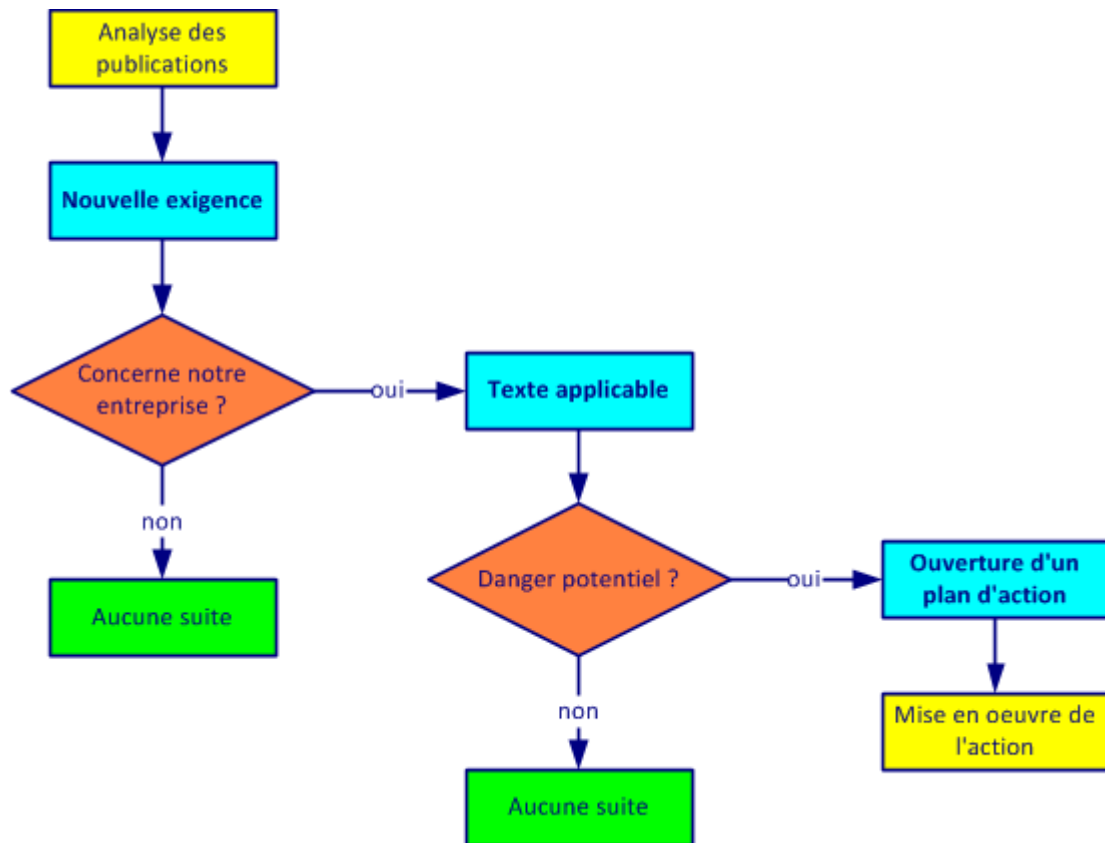 Analyse des
publications
Nouvelle exigence
Concerne notre
entreprise ?
oui
Texte applicable
non
Aucune suite
Danger potentiel ?
oui
Ouverture d'un
plan d'action
non
Mise en oeuvre de
l'action
Aucune suite